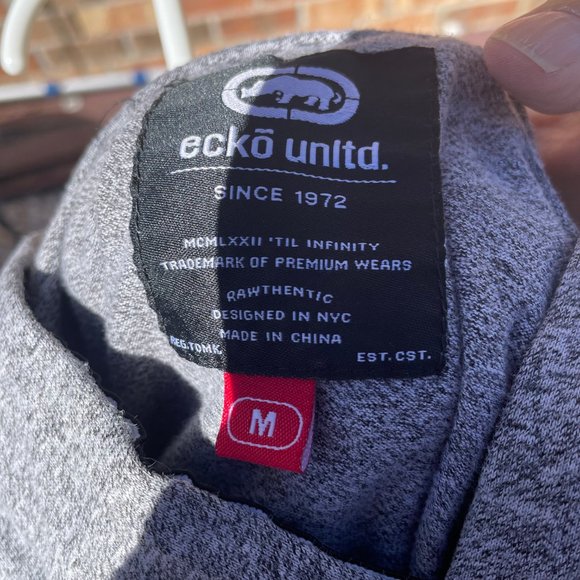 eckō unltd.
SINCE 1972
MCMLXXII 'TIL INFINITY
TRADEMARK OF PREMIUM WEARS
RAWTHENTIC
DESIGNED IN NYC
MADE IN CHINA
REG.TDMK EST. CST.
M